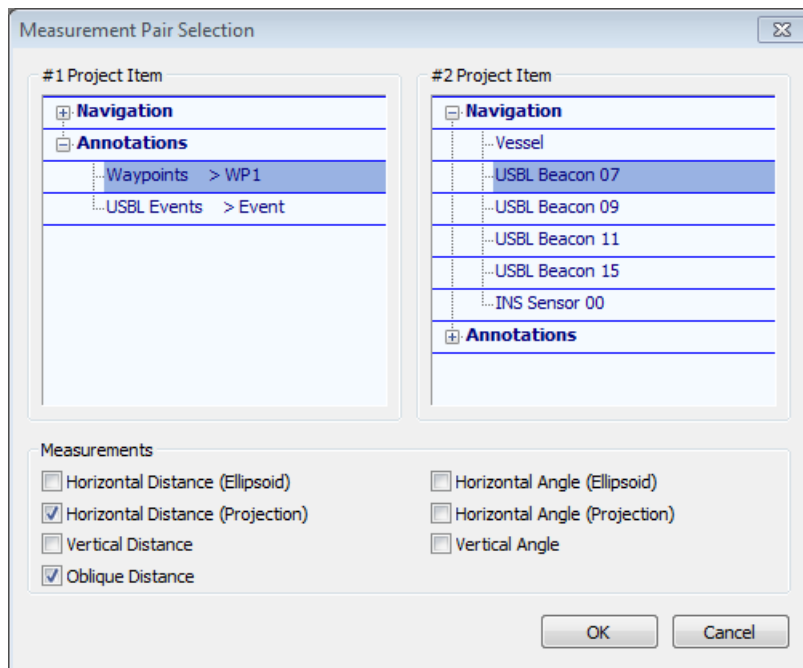 Measurement Pair Selection
#1 Project Item
Navigation
Annotations
Waypoints > WP1
USBL Events > Event
#2 Project Item
Navigation
Vessel
USBL Beacon 07
USBL Beacon 09
USBL Beacon 11
USBL Beacon 15
INS Sensor 00
Annotations
Measurements
Horizontal Distance (Ellipsoid)
Horizontal Distance (Projection)
Vertical Distance
Oblique Distance
Horizontal Angle (Ellipsoid)
Horizontal Angle (Projection)
Vertical Angle
OK
Cancel